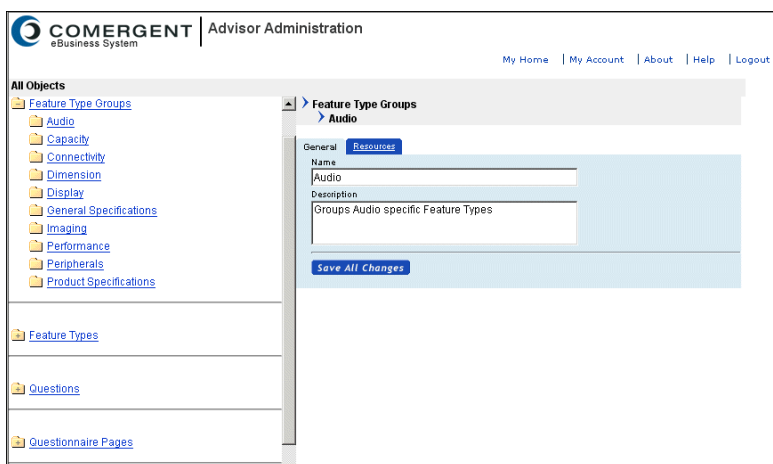 COMERGENT
eBusiness System
Advisor Administration
My Home | My Account | About | Help | Logout
All Objects
Feature Type Groups
Audio
Capacity
Connectivity
Dimension
Display
General Specifications
Imaging
Performance
Peripherals
Product Specifications
Feature Types
Questions
Questionnaire Pages
Feature Type Groups
Audio
General Resources
Name
Audio
Description
Groups Audio specific Feature Types
Save All Changes